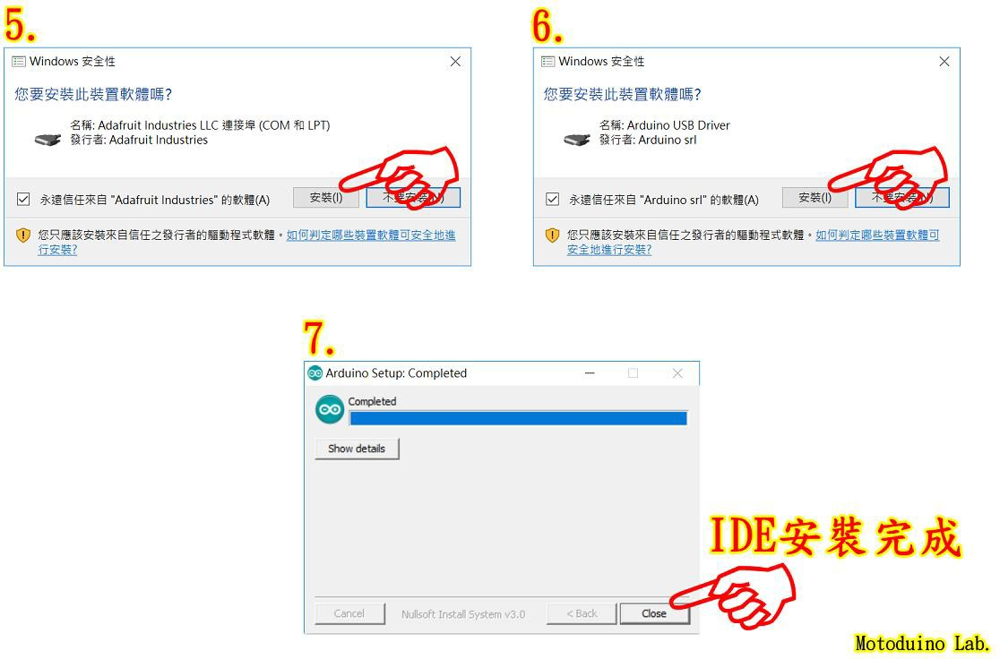 5.
Windows 安全性
您要安裝此裝置軟體嗎?
名稱: Adafruit Industries LLC 連接埠 (COM 和 LPT)
發行者: Adafruit Industries
永遠信任來自 "Adafruit Industries" 的軟體(A)
安裝(I)
不要安裝(N)
您只應該安裝來自信任之發行者的驅動程式軟體。如何判定哪些裝置軟體可安全地進
行安裝?
6.
Windows 安全性
您要安裝此裝置軟體嗎?
名稱: Arduino USB Driver
發行者: Arduino srl
永遠信任來自 "Arduino srl" 的軟體(A)
安裝(I)
不要安裝(N)
您只應該安裝來自信任之發行者的驅動程式軟體。如何判定哪些裝置軟體可
安全地進行安裝?
7.
Arduino Setup: Completed
Completed
Show details
IDE安裝完成
Cancel
Nullsoft Install System v3.0
< Back
Close
Motoduino Lab.